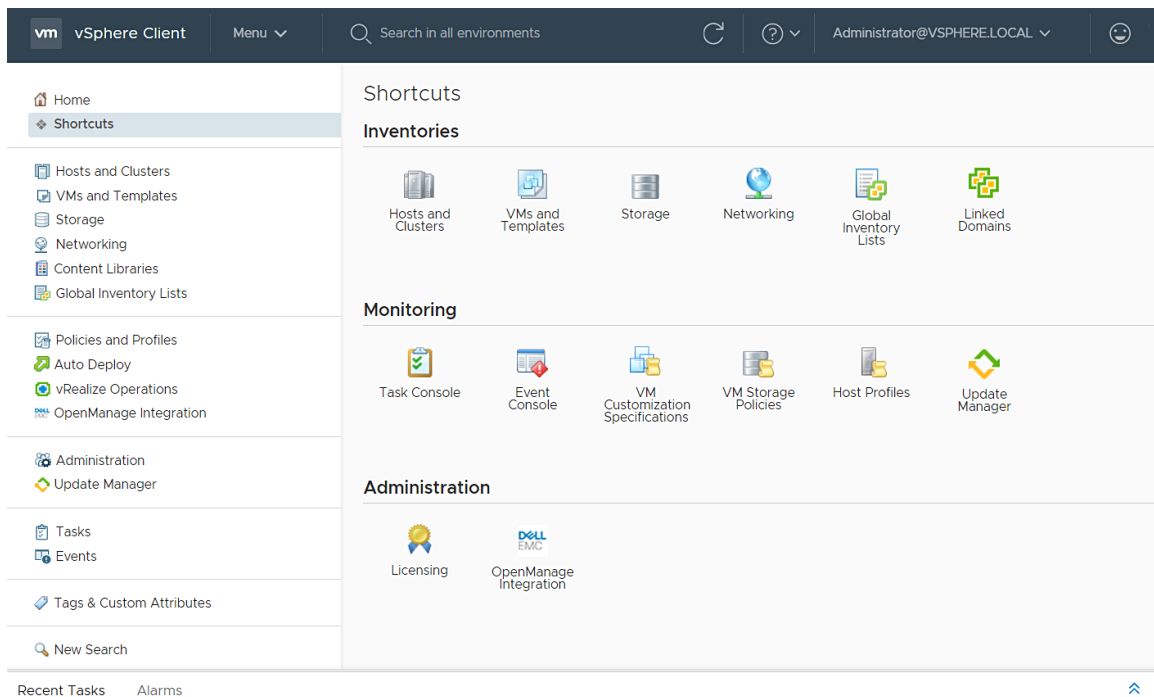 vm vSphere Client Menu Search in all environments ? Administrator@VSPHERE.LOCAL
Home
Shortcuts
Hosts and Clusters
VMs and Templates
Storage
Networking
Content Libraries
Global Inventory Lists
Policies and Profiles
Auto Deploy
vRealize Operations
DELL EMC OpenManage Integration
Administration
Update Manager
Tasks
Events
Tags & Custom Attributes
New Search
Shortcuts
Inventories
Hosts and
Clusters
VMs and
Templates
Storage
Networking
Global
Inventory
Lists
Linked
Domains
Monitoring
Task Console
Event
Console
VM
Customization
Specifications
VM Storage
Policies
Host Profiles
Update
Manager
Administration
Licensing
DELL
EMC
OpenManage
Integration
Recent Tasks Alarms